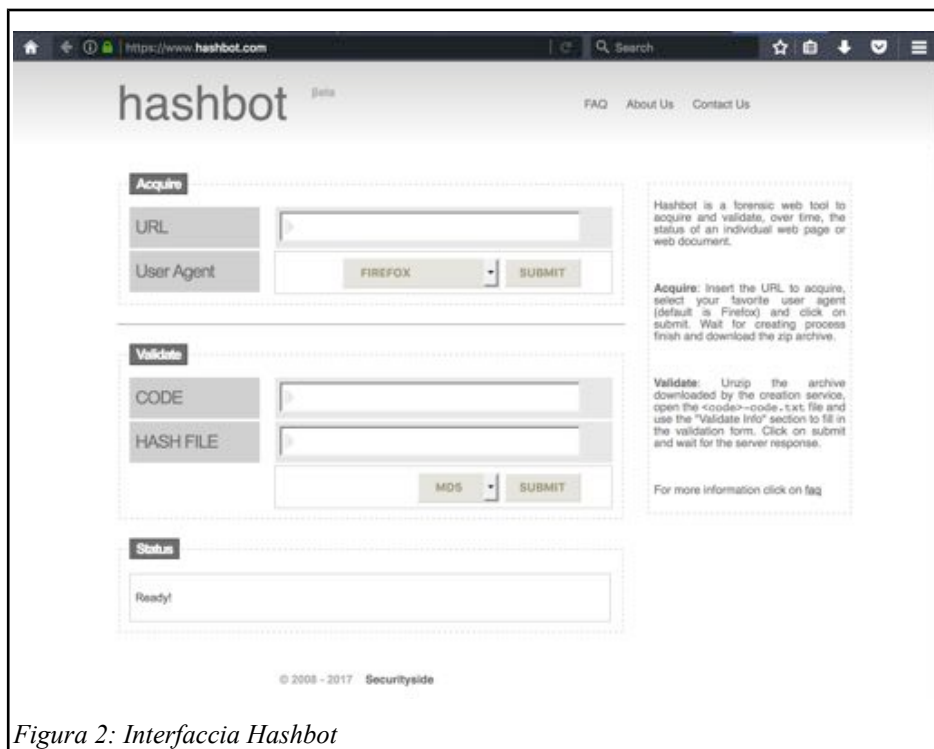 https://www.hashbot.com
Search
hashbot Beta
FAQ About Us Contact Us
Acquire
URL
User Agent
FIREFOX
SUBMIT
Validate
CODE
HASH FILE
MD5
SUBMIT
Status
Ready!
Hashbot is a forensic web tool to
acquire and validate, over time, the
status of an individual web page or
web document.
Acquire: Insert the URL to acquire,
select your favorite user agent
(default is Firefox) and click on
submit. Wait for creating process
finish and download the zip archive.
Validate: Unzip the archive
downloaded by the creation service,
open the <code>-code.txt file and
use the "Validate Info" section to fill in
the validation form. Click on submit
and wait for the server response.
For more information click on faq
© 2008 - 2017 Securityside
Figura 2: Interfaccia Hashbot